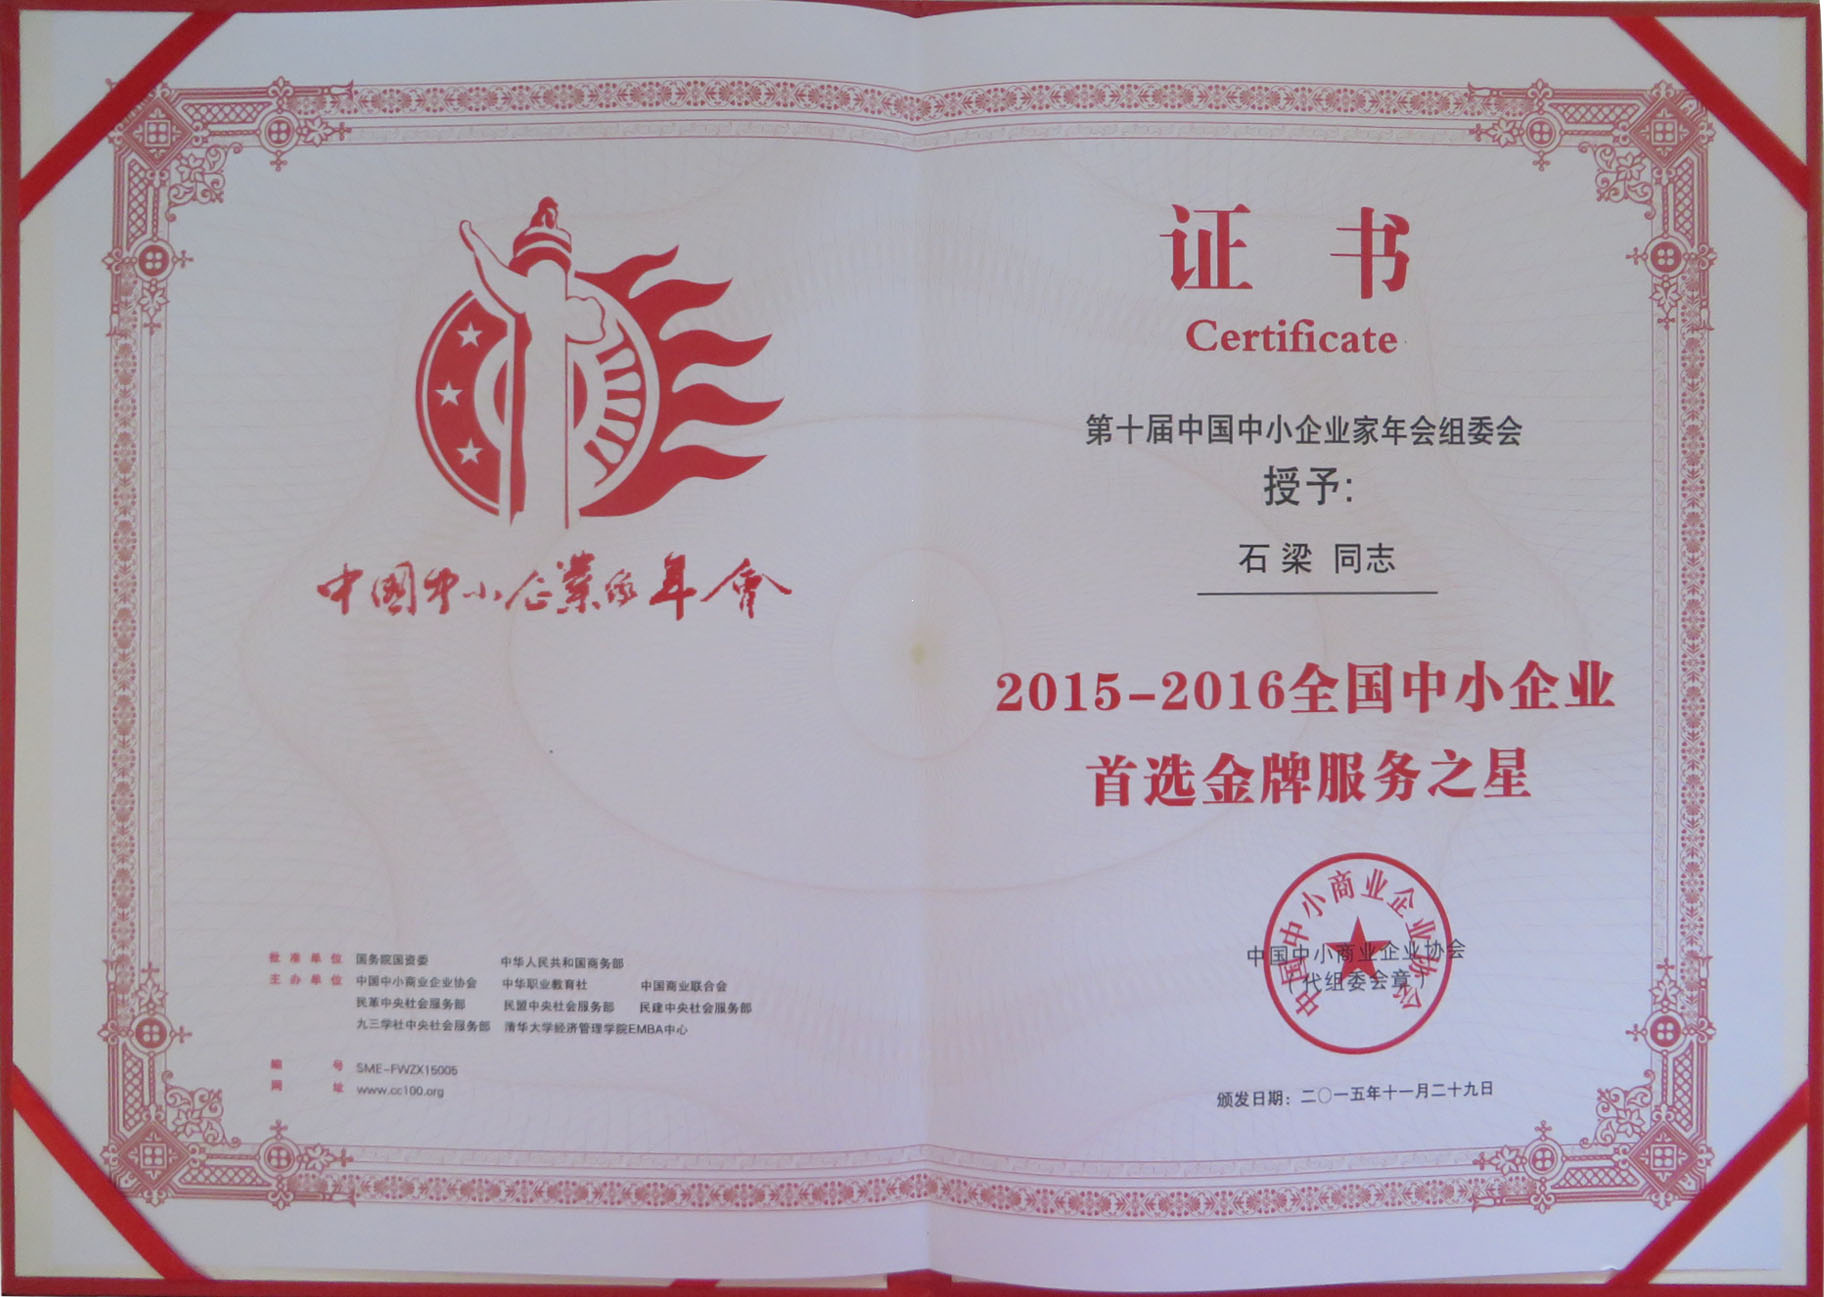 中国中小企业家年會
批准单位 国务院国资委 中华人民共和国商务部
主办单位 中国中小商业企业协会 中华职业教育社 中国商业联合会
民革中央社会服务部 民盟中央社会服务部 民建中央社会服务部
九三学社中央社会服务部 清华大学经济管理学院EMBA中心
编号 SME-FWZX15005
网址 www.cc100.org
证书
Certificate
第十届中国中小企业家年会组委会
授予:
石梁 同志
2015-2016全国中小企业
首选金牌服务之星
中国中小商业企业协会
中国中小商业企业协会
（代组委会章）
颁发日期：二〇一五年十一月二十九日